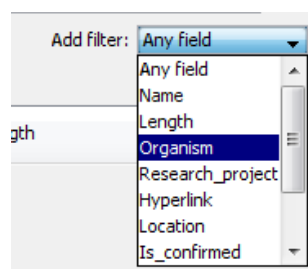 Add filter: Any field
Any field
Name
Length
gth
Organism
Research_project
Hyperlink
Location
Is_confirmed